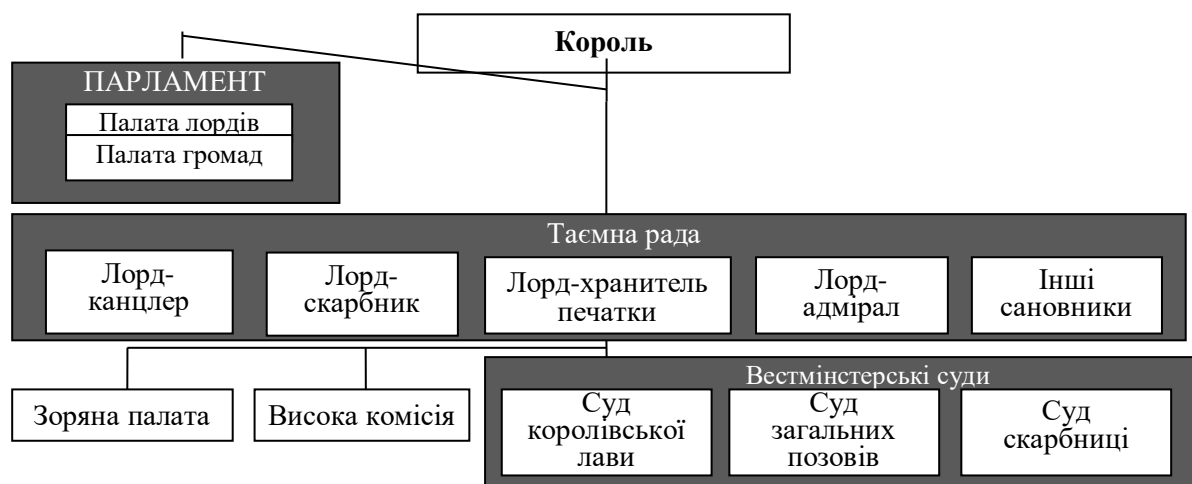 Король
ПАРЛАМЕНТ
Палата лордів
Палата громад
Таємна рада
Лорд-
канцлер
Лорд-
скарбник
Лорд-хранитель
печатки
Лорд-
адмірал
Інші
сановники
Зоряна палата
Висока комісія
Вестмінстерські суди
Суд
королівської
лави
Суд
загальних
позовів
Суд
скарбниці